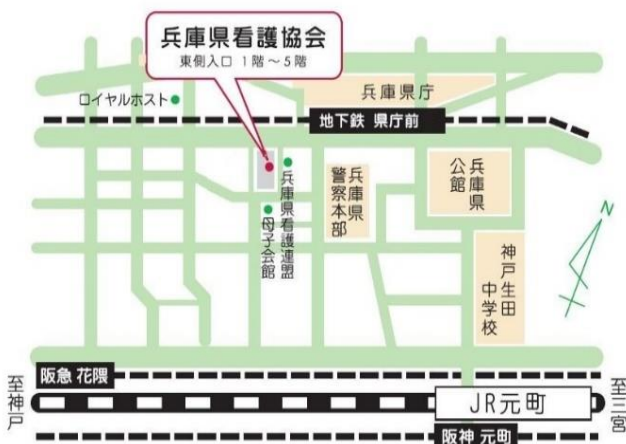 兵庫県看護協会
東側入口 1階～5階
兵庫県庁
ロイヤルホスト
地下鉄 県庁前
兵庫県看護連盟
母子会館
兵庫県
警察本部
兵庫県
公館
N
神戸生田
中学校
阪急 花隈
至神戸
JR元町
至三宮
阪神 元町